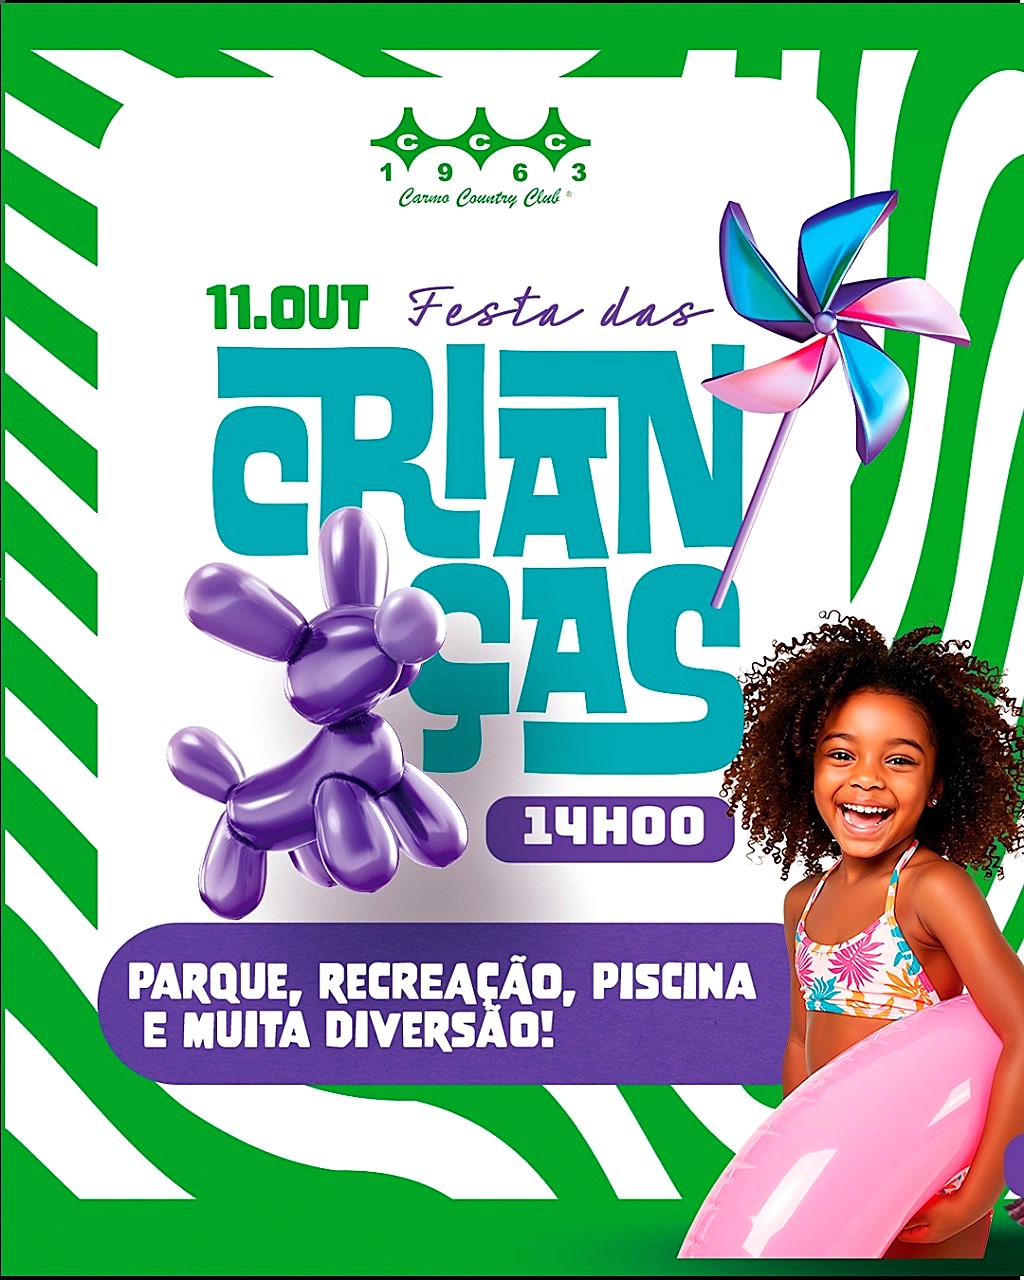 C C C
1 9 6 3
Carmo Country Club ®
11.OUT Festa das
CRIAN
ÇAS
14H00
PARQUE, RECREAÇÃO, PISCINA
E MUITA DIVERSÃO!